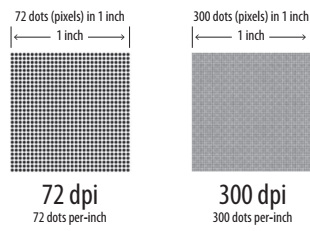 72 dots (pixels) in 1 inch
1 inch
72 dpi
72 dots per-inch
300 dots (pixels) in 1 inch
1 inch
300 dpi
300 dots per-inch